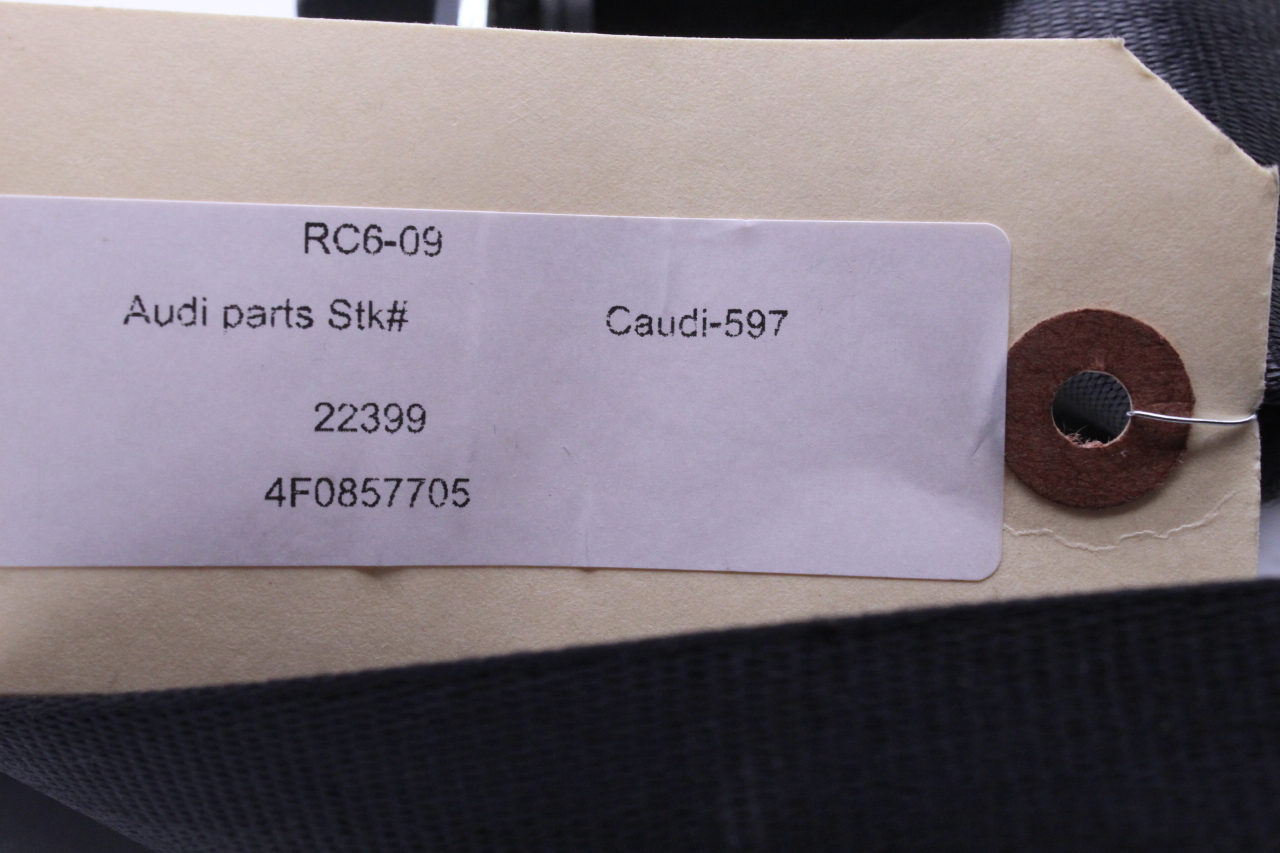 RC6-09
Audi parts Stk# Caudi-597
22399
4F0857705